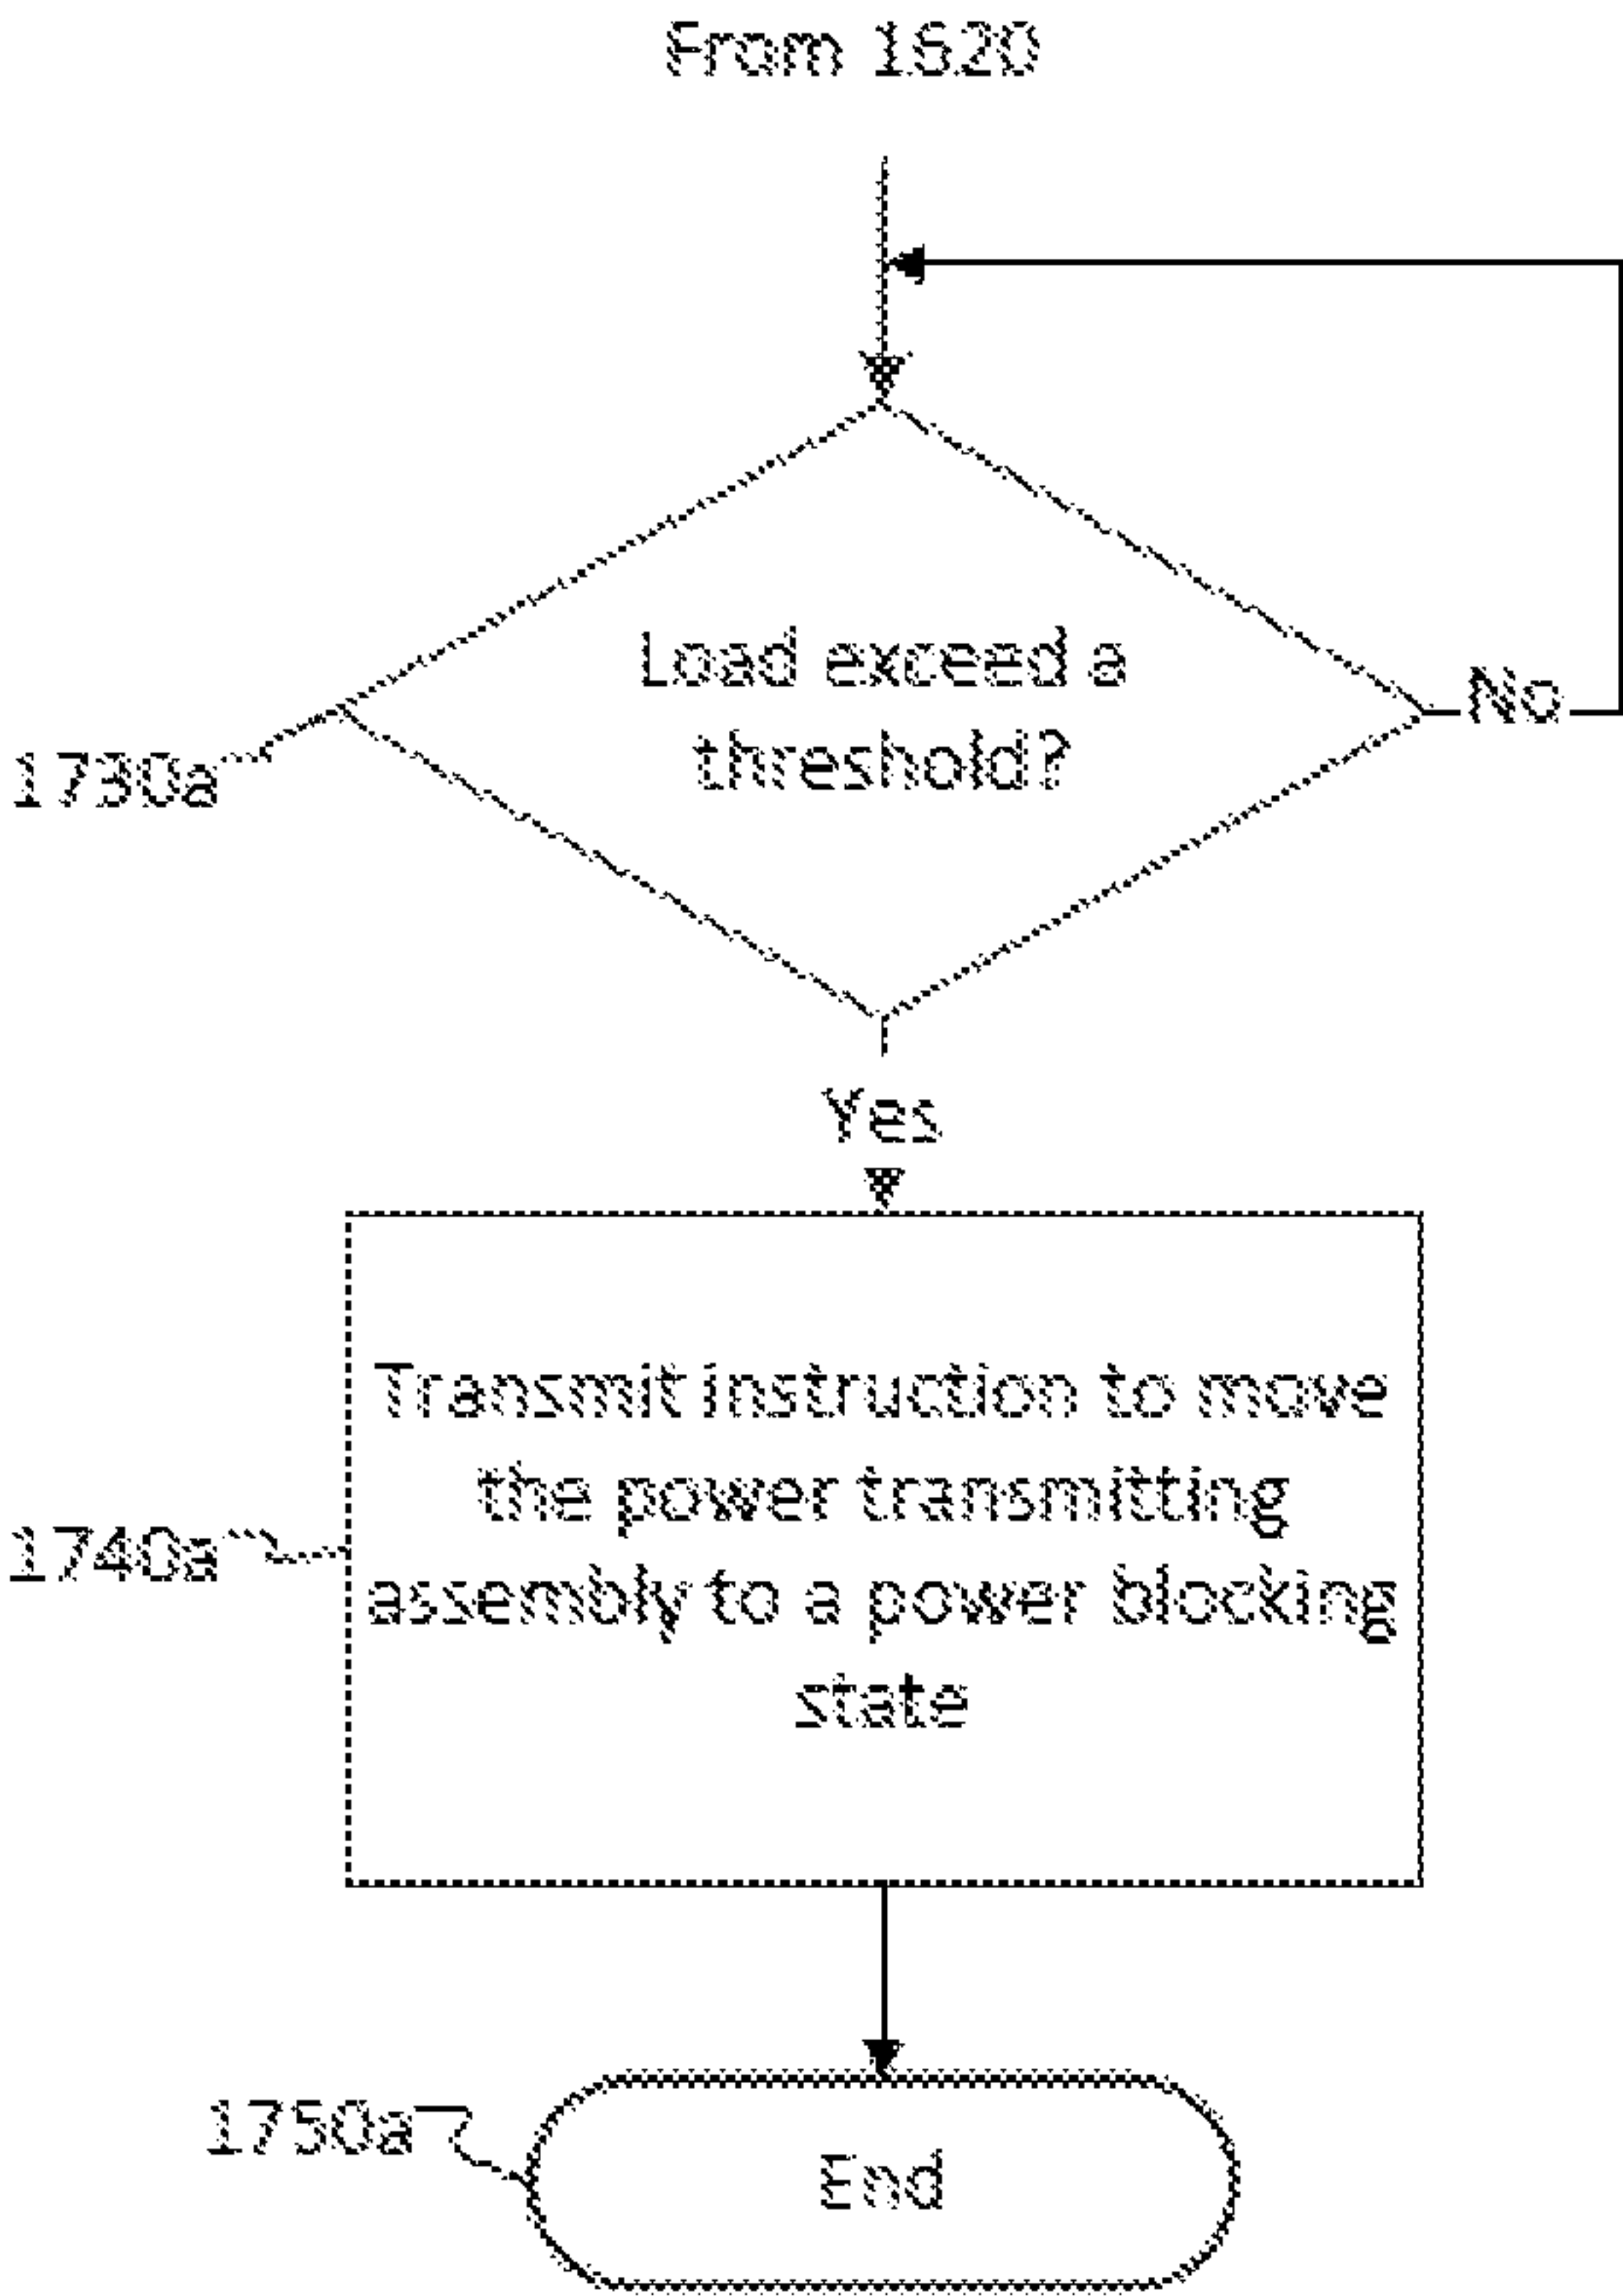 From 1620
Load exceed a
threshold?
No
1730a
Yes
Transmit instruction to move
the power transmitting
assembly to a power blocking
state
1740a
1750a
End